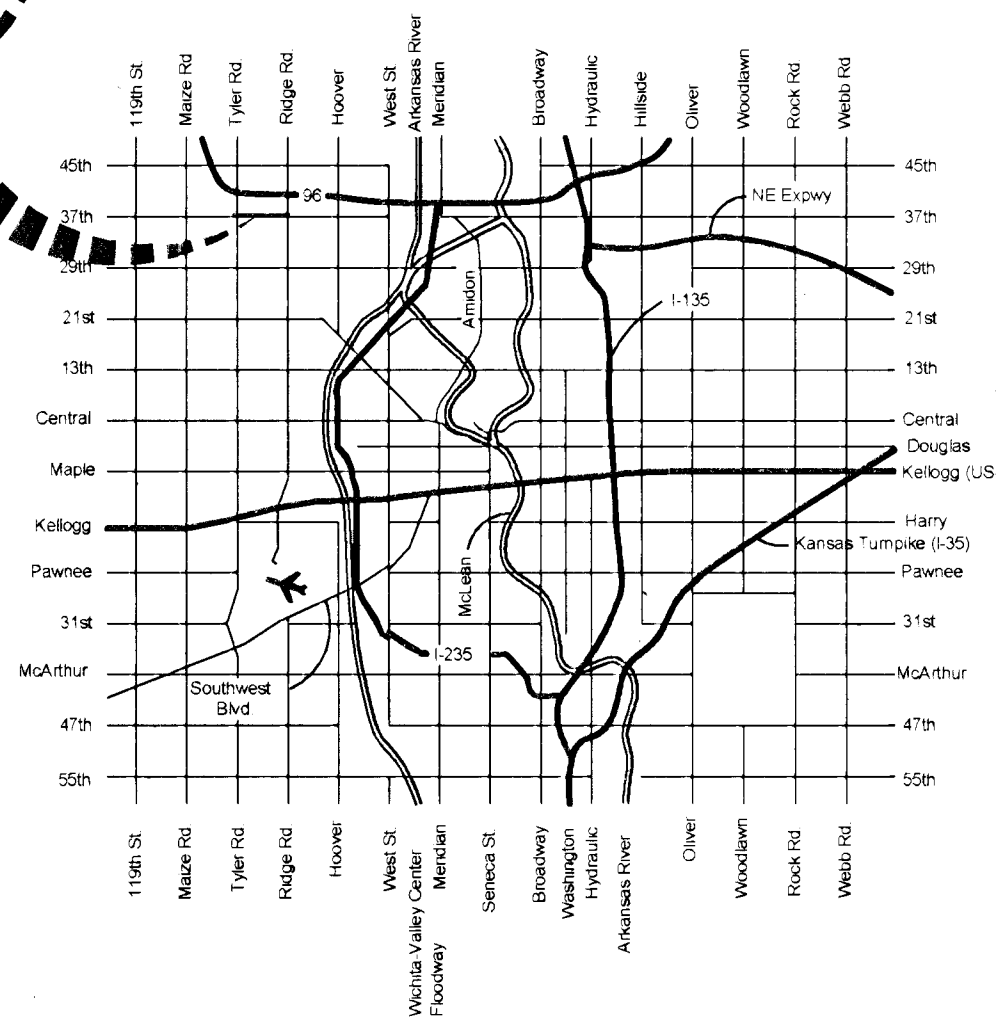 119th St.
Maize Rd
Tyler Rd.
Ridge Rd.
Hoover
West St.
Arkansas River
Meridian
Broadway
Hydraulic
Hillside
Oliver
Woodlawn
Rock Rd
Webb Rd
45th
45th
96
NE Expwy
37th
37th
29th
29th
Amidon
I-135
21st
21st
13th
13th
Central
Central
Douglas
Maple
Kellogg (US
Kellogg
Harry
Kansas Turnpike (I-35)
Pawnee
Pawnee
McLean
31st
31st
I-235
McArthur
McArthur
Southwest
Blvd.
47th
47th
55th
55th
119th St.
Maize Rd.
Tyler Rd.
Ridge Rd.
Hoover
West St.
Wichita-Valley Center
Floodway
Meridian
Seneca St.
Broadway
Washington
Hydraulic
Arkansas River
Oliver
Woodlawn
Rock Rd.
Webb Rd.